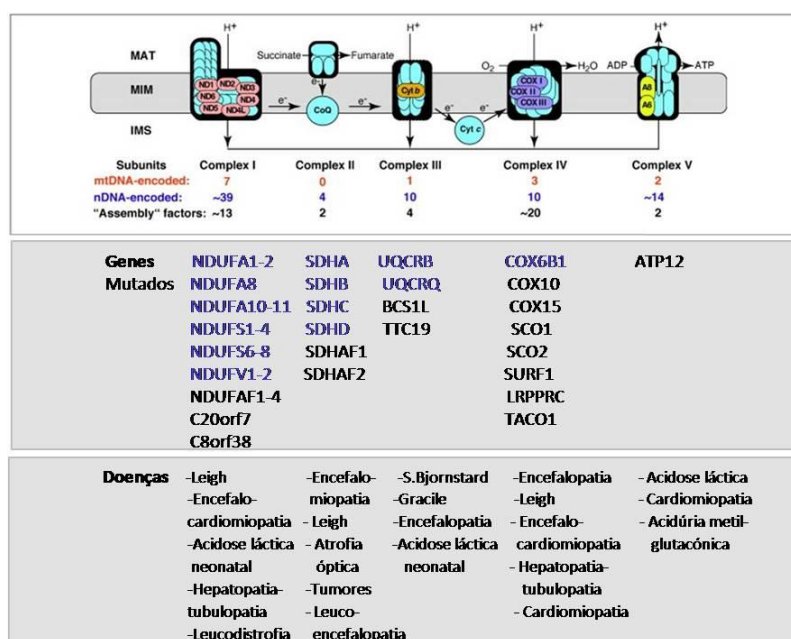 H⁺ H⁺ H⁺ H⁺
MAT Succinate Fumarate O₂ H₂O ADP ATP
MIM
IMS
ND1 ND2 ND3
ND6 ND4
ND5 ND4L
e⁻
e⁻ CoQ e⁻
Cyt b
e⁻ Cyt c e⁻
COX I
COX II
COX III
A8
A6
Subunits Complex I Complex II Complex III Complex IV Complex V
mtDNA-encoded: 7 0 1 3 2
nDNA-encoded: ~39 4 10 10 ~14
"Assembly" factors: ~13 2 4 ~20 2
Genes NDUFA1-2 SDHA UQCRB COX6B1 ATP12
Mutados NDUFA8 SDHB UQCRQ COX10
NDUFA10-11 SDHC BCS1L COX15
NDUFS1-4 SDHD TTC19 SCO1
NDUFS6-8 SDHAF1 SCO2
NDUFV1-2 SDHAF2 SURF1
NDUFAF1-4 LRPPRC
C20orf7 TACO1
C8orf38
Doenças -Leigh -Encefalo- -S.Bjornstard -Encefalopatia - Acidose láctica
-Encefalo- miopatia -Gracile -Leigh - Cardiomiopatia
cardiomiopatia - Leigh -Encefalopatia - Encefalo- - Acidúria metil-
-Acidose láctica - Atrofia -Acidose láctica cardiomiopatia glutacónica
neonatal óptica neonatal - Hepatopatia-
-Hepatopatia- -Tumores tubulopatia
tubulopatia - Leuco- - Cardiomiopatia
-Leucodistrofia encefalopatia